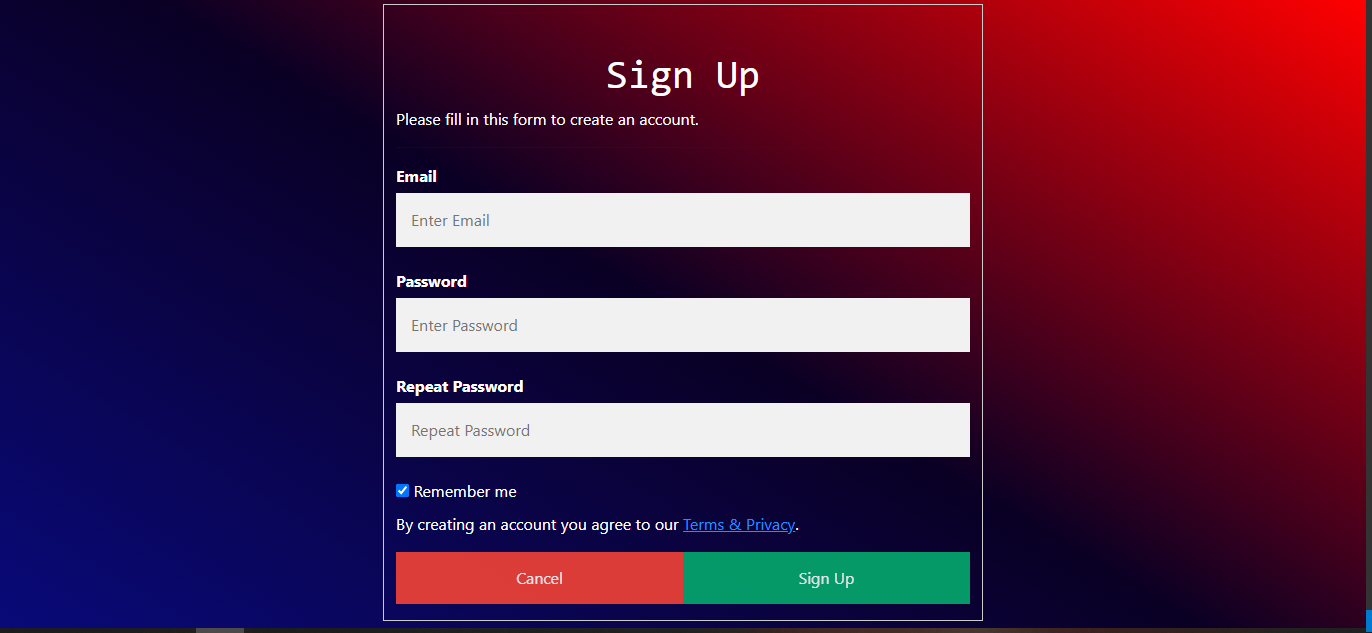 Sign Up
Please fill in this form to create an account.
Email
Enter Email
Password
Enter Password
Repeat Password
Repeat Password
Remember me
By creating an account you agree to our Terms & Privacy.
Cancel
Sign Up